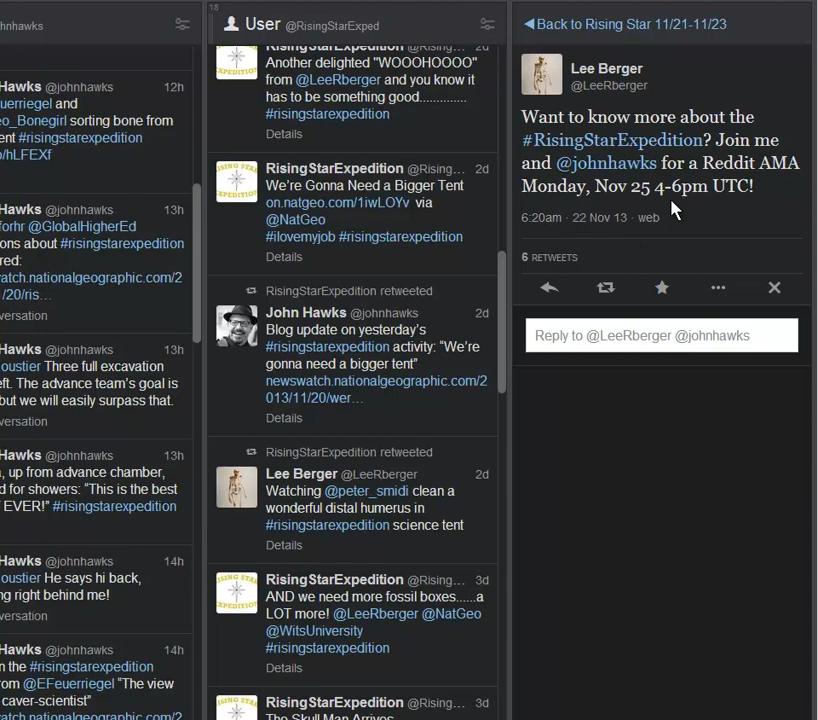 hnhawks
Hawks @johnhawks 12h
uerriegel and
eo_Bonegirl sorting bone from
ent #risingstarexpedition
o/hLFEXf
Hawks @johnhawks 13h
forhr @GlobalHigherEd
ons about #risingstarexpedition
red:
vatch.nationalgeographic.com/2
/20/ris…
versation
Hawks @johnhawks 13h
oustier Three full excavation
eft. The advance team's goal is
but we will easily surpass that.
versation
Hawks @johnhawks 13h
, up from advance chamber,
d for showers: "This is the best
EVER!" #risingstarexpedition
Hawks @johnhawks 14h
oustier He says hi back,
ng right behind me!
versation
Hawks @johnhawks 14h
n the #risingstarexpedition
rom @EFeuerriegel "The view
caver-scientist"
vatch.nationalgeographic.com/2
18
User @RisingStarExped
RisingStarExpedition @Rising... 2d
Another delighted "WOOOHOOOO"
from @LeeRberger and you know it
has to be something good..............
#risingstarexpedition
Details
RisingStarExpedition @Rising... 2d
We're Gonna Need a Bigger Tent
on.natgeo.com/1iwLOYv via
@NatGeo
#ilovemyjob #risingstarexpedition
Details
RisingStarExpedition retweeted
John Hawks @johnhawks 2d
Blog update on yesterday's
#risingstarexpedition activity: "We're
gonna need a bigger tent"
newswatch.nationalgeographic.com/2
013/11/20/wer…
Details
RisingStarExpedition retweeted
Lee Berger @LeeRberger 2d
Watching @peter_smidi clean a
wonderful distal humerus in
#risingstarexpedition science tent
Details
RisingStarExpedition @Rising... 3d
AND we need more fossil boxes......a
LOT more! @LeeRberger @NatGeo
@WitsUniversity
#risingstarexpedition
Details
RisingStarExpedition @Rising... 3d
The Skull Man Arrives
Back to Rising Star 11/21-11/23
Lee Berger
@LeeRberger
Want to know more about the
#RisingStarExpedition? Join me
and @johnhawks for a Reddit AMA
Monday, Nov 25 4-6pm UTC!
6:20am · 22 Nov 13 · web
6 RETWEETS
Reply to @LeeRberger @johnhawks